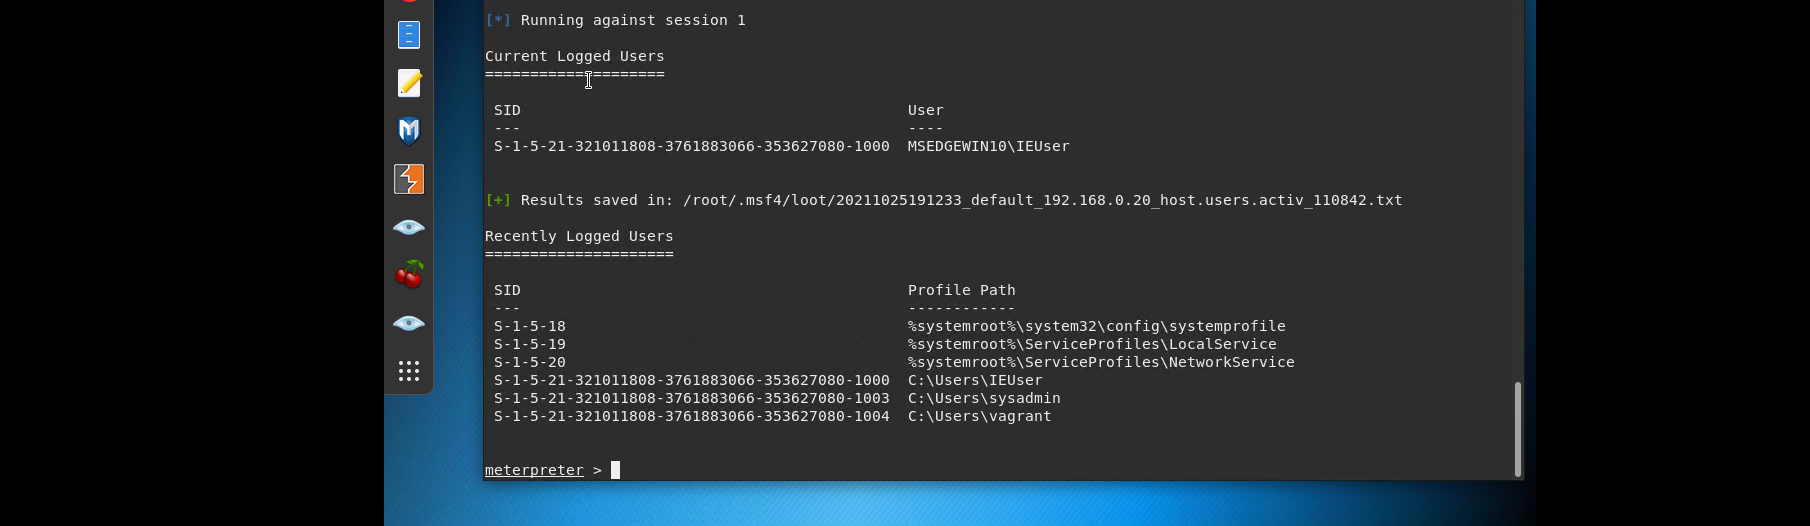 [*] Running against session 1
Current Logged Users
====================
SID User
--- ----
S-1-5-21-321011808-3761883066-353627080-1000 MSEDGEWIN10\IEUser
[+] Results saved in: /root/.msf4/loot/20211025191233_default_192.168.0.20_host.users.activ_110842.txt
Recently Logged Users
=====================
SID Profile Path
--- ------------
S-1-5-18 %systemroot%\system32\config\systemprofile
S-1-5-19 %systemroot%\ServiceProfiles\LocalService
S-1-5-20 %systemroot%\ServiceProfiles\NetworkService
S-1-5-21-321011808-3761883066-353627080-1000 C:\Users\IEUser
S-1-5-21-321011808-3761883066-353627080-1003 C:\Users\sysadmin
S-1-5-21-321011808-3761883066-353627080-1004 C:\Users\vagrant
meterpreter >